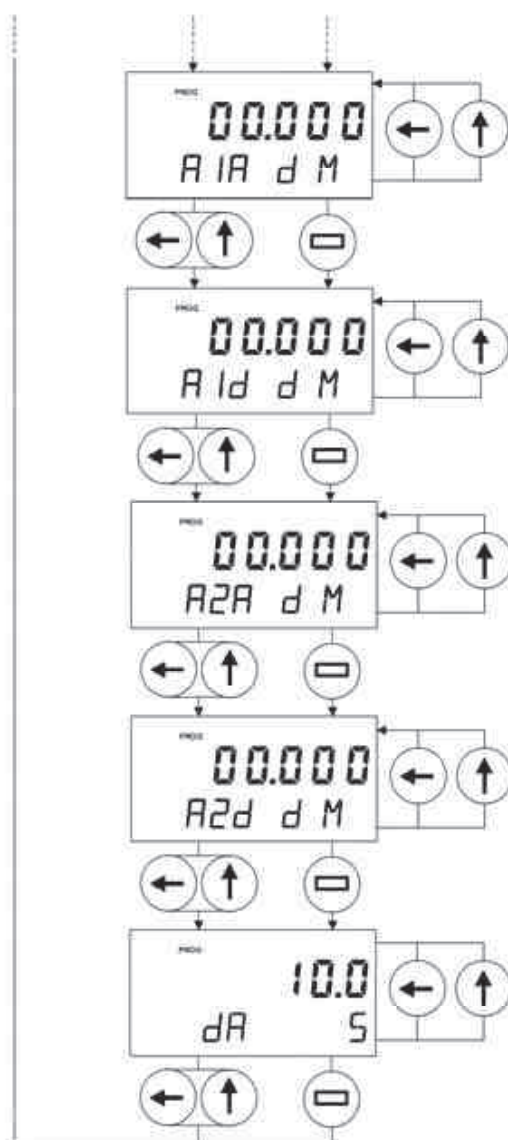 PROG
00.000
A1A d M
PROG
00.000
A1d d M
PROG
00.000
A2A d M
PROG
00.000
A2d d M
PROG
10.0
dA S